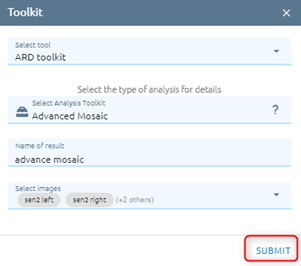 Toolkit
Select tool
ARD toolkit
Select the type of analysis for details
Select Analysis Toolkit
Advanced Mosaic
?
Name of result
advance mosaic
Select images
sen2 left sen2 right (+2 others)
SUBMIT